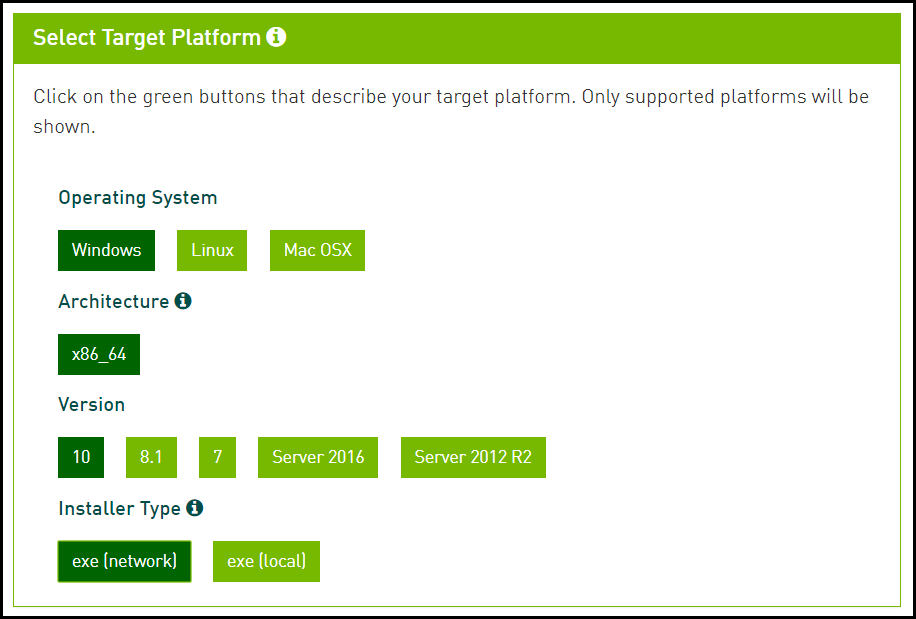 Select Target Platform
Click on the green buttons that describe your target platform. Only supported platforms will be
shown.
Operating System
Windows Linux Mac OSX
Architecture
x86_64
Version
10 8.1 7 Server 2016 Server 2012 R2
Installer Type
exe (network) exe (local)